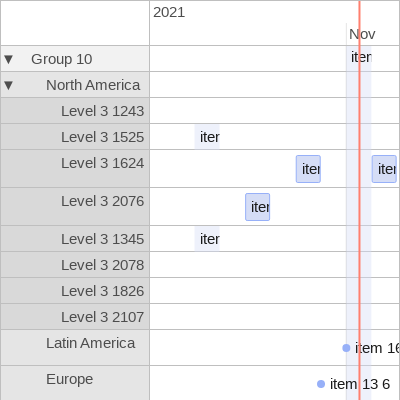 2021
Nov
▼ Group 10 iter
▼ North America
Level 3 1243
Level 3 1525 iter
Level 3 1624 iter iter
Level 3 2076 iter
Level 3 1345 iter
Level 3 2078
Level 3 1826
Level 3 2107
Latin America item 16
Europe item 13 6